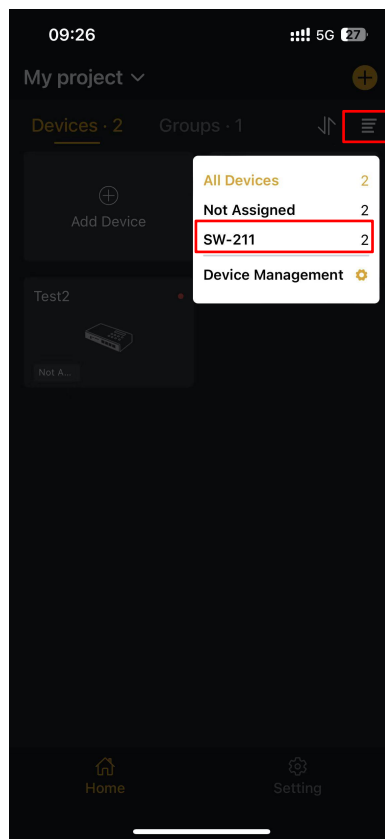 09:26 5G 27
My project
Devices · 2 Groups · 1
Add Device
All Devices 2
Not Assigned 2
SW-211 2
Device Management
Test2
Not A...
Home Setting